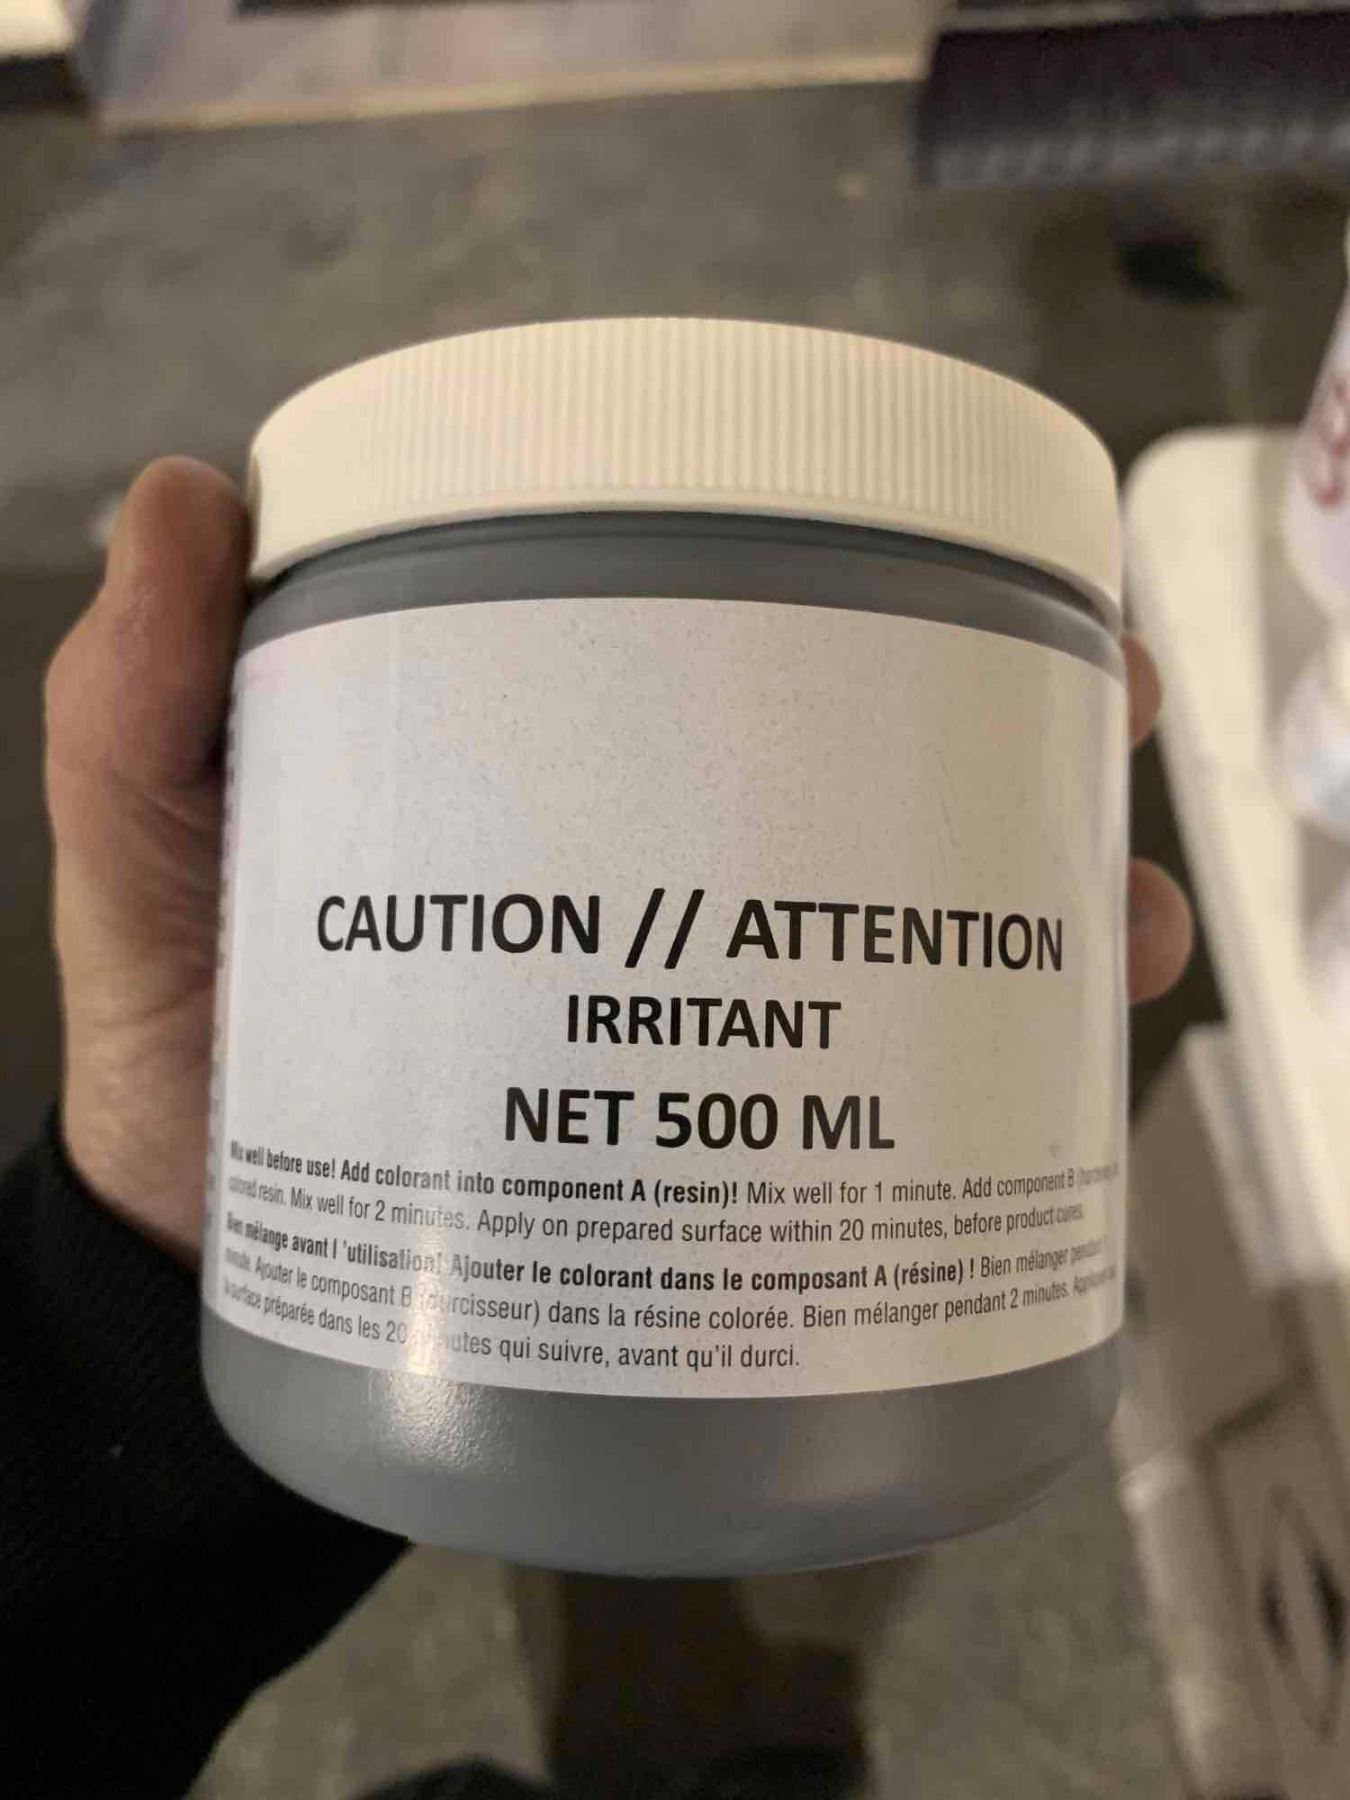 CAUTION // ATTENTION
IRRITANT
NET 500 ML
Mix well before use! Add colorant into component A (resin)! Mix well for 1 minute. Add component B
colored resin. Mix well for 2 minutes. Apply on prepared surface within 20 minutes, before product cures.
Bien mélange avant l 'utilisation! Ajouter le colorant dans le composant A (résine) ! Bien mélanger pendant
minute. Ajouter le composant B (durcisseur) dans la résine colorée. Bien mélanger pendant 2 minutes.
la surface préparée dans les 20 minutes qui suivre, avant qu'il durci.